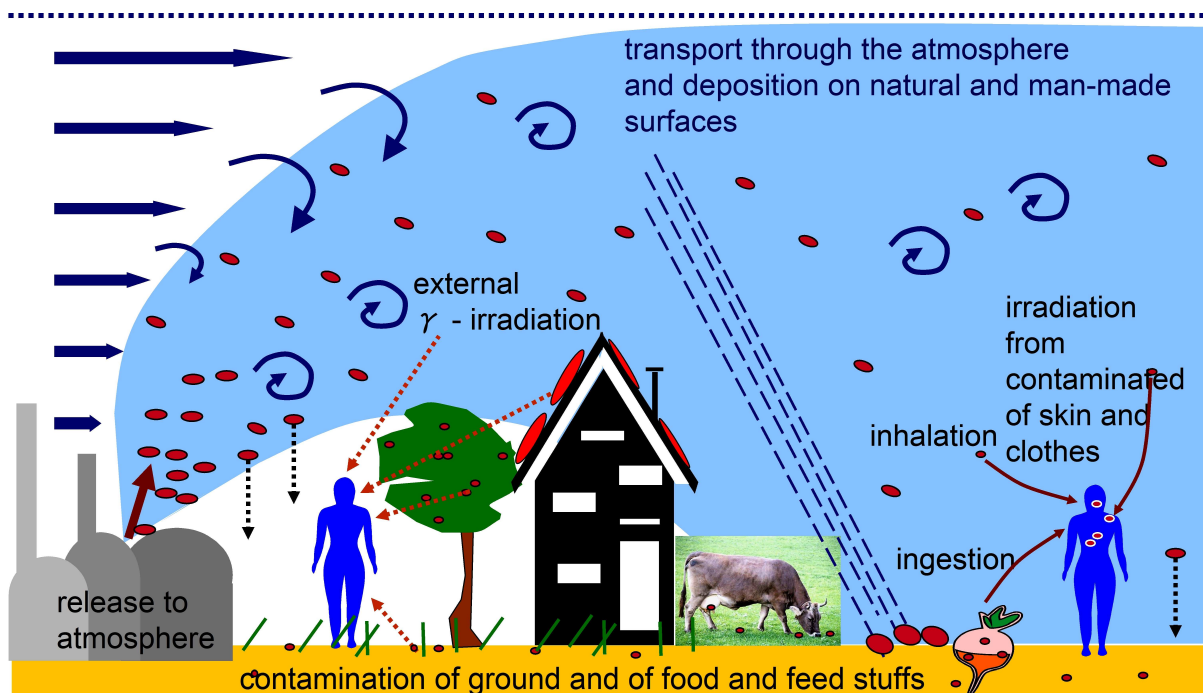 transport through the atmosphere
and deposition on natural and man-made
surfaces
external
γ - irradiation
irradiation
from
contaminated
of skin and
clothes
inhalation
ingestion
release to
atmosphere
contamination of ground and of food and feed stuffs